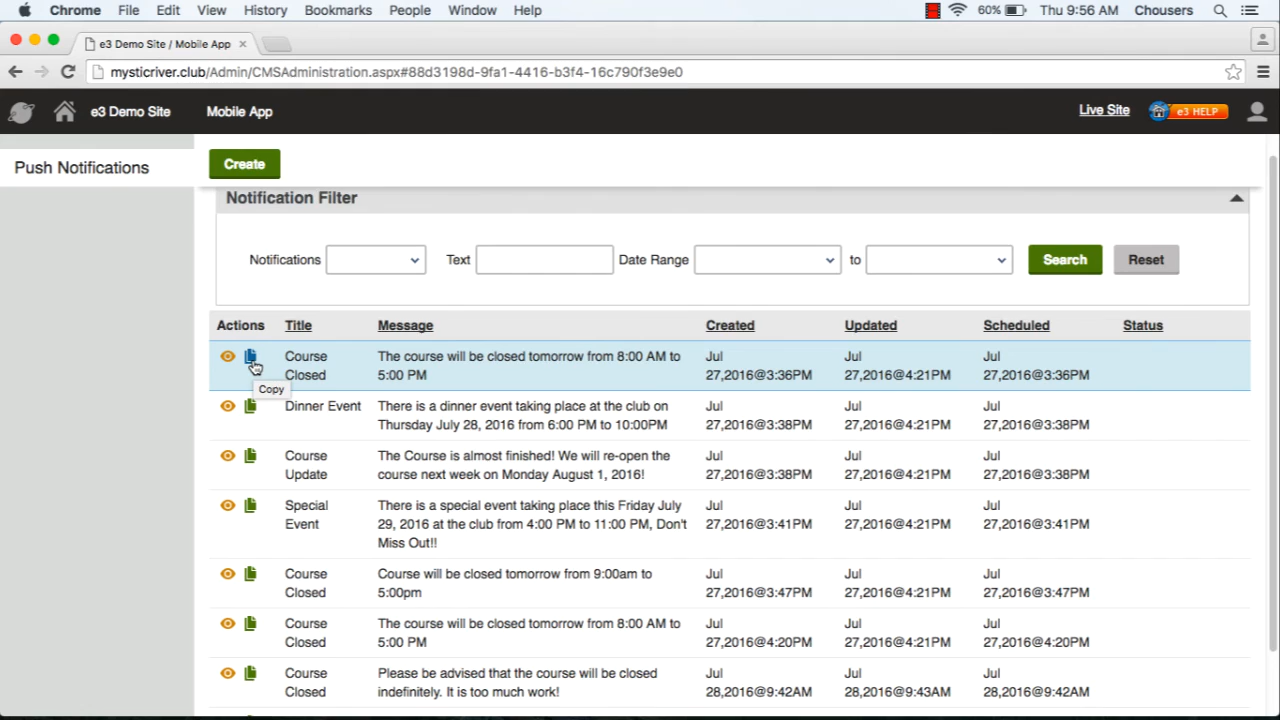 Chrome File Edit View History Bookmarks People Window Help 60% Thu 9:56 AM Chousers
e3 Demo Site / Mobile App
mysticriver.club/Admin/CMSAdministration.aspx#88d3198d-9fa1-4416-b3f4-16c790f3e9e0
e3 Demo Site Mobile App Live Site e3 HELP
Push Notifications Create
Notification Filter
Notifications Text Date Range to Search Reset
Actions Title Message Created Updated Scheduled Status
Course The course will be closed tomorrow from 8:00 AM to Jul Jul Jul
Closed 5:00 PM 27,2016@3:36PM 27,2016@4:21PM 27,2016@3:36PM
Copy
Dinner Event There is a dinner event taking place at the club on Jul Jul Jul
Thursday July 28, 2016 from 6:00 PM to 10:00PM 27,2016@3:38PM 27,2016@4:21PM 27,2016@3:38PM
Course The Course is almost finished! We will re-open the Jul Jul Jul
Update course next week on Monday August 1, 2016! 27,2016@3:38PM 27,2016@4:21PM 27,2016@3:38PM
Special There is a special event taking place this Friday July Jul Jul Jul
Event 29, 2016 at the club from 4:00 PM to 11:00 PM, Don't 27,2016@3:41PM 27,2016@4:21PM 27,2016@3:41PM
Miss Out!!
Course Course will be closed tomorrow from 9:00am to Jul Jul Jul
Closed 5:00pm 27,2016@3:47PM 27,2016@4:21PM 27,2016@3:47PM
Course The course will be closed tomorrow from 8:00 AM to Jul Jul Jul
Closed 5:00 PM 27,2016@4:20PM 27,2016@4:21PM 27,2016@4:20PM
Course Please be advised that the course will be closed Jul Jul Jul
Closed indefinitely. It is too much work! 28,2016@9:42AM 28,2016@9:43AM 28,2016@9:42AM